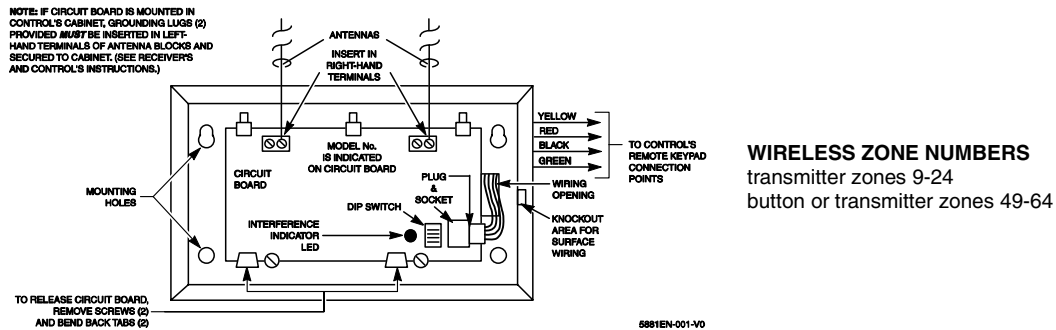 NOTE: IF CIRCUIT BOARD IS MOUNTED IN
CONTROL'S CABINET, GROUNDING LUGS (2)
PROVIDED MUST BE INSERTED IN LEFT-
HAND TERMINALS OF ANTENNA BLOCKS AND
SECURED TO CABINET. (SEE RECEIVER'S
AND CONTROL'S INSTRUCTIONS.)
ANTENNAS
INSERT IN
RIGHT-HAND
TERMINALS
YELLOW
RED
BLACK
GREEN
TO CONTROL'S
REMOTE KEYPAD
CONNECTION
POINTS
MODEL No.
IS INDICATED
ON CIRCUIT BOARD
CIRCUIT
BOARD
PLUG
&
SOCKET
WIRING
OPENING
MOUNTING
HOLES
DIP SWITCH
INTERFERENCE
INDICATOR
LED
KNOCKOUT
AREA FOR
SURFACE
WIRING
TO RELEASE CIRCUIT BOARD,
REMOVE SCREWS (2)
AND BEND BACK TABS (2)
5881EN-001-V0
WIRELESS ZONE NUMBERS
transmitter zones 9-24
button or transmitter zones 49-64